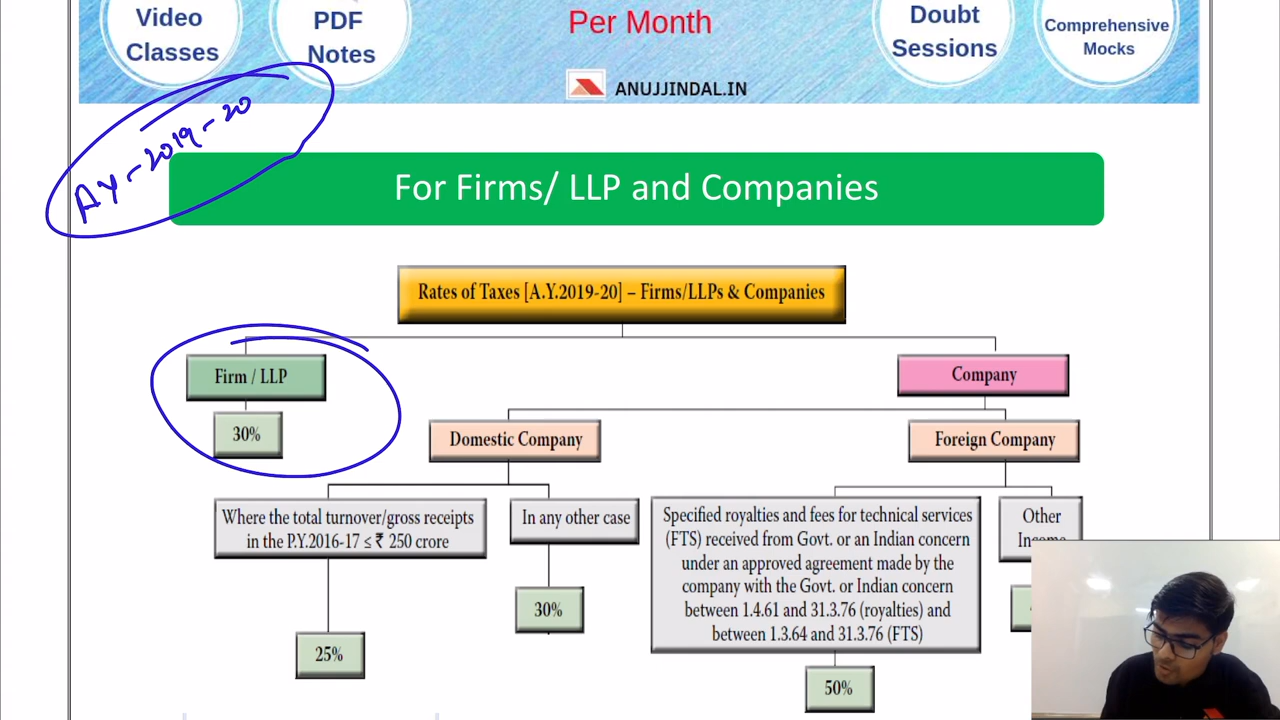 Video
Classes
PDF
Notes
Per Month
Doubt
Sessions
Comprehensive
Mocks
ANUJJINDAL.IN
AY-2019-20
For Firms/ LLP and Companies
Rates of Taxes [A.Y.2019-20] – Firms/LLPs & Companies
Firm / LLP
30%
Company
Domestic Company
Foreign Company
Where the total turnover/gross receipts
in the P.Y.2016-17 ≤ ₹ 250 crore
25%
In any other case
30%
Specified royalties and fees for technical services
(FTS) received from Govt. or an Indian concern
under an approved agreement made by the
company with the Govt. or Indian concern
between 1.4.61 and 31.3.76 (royalties) and
between 1.3.64 and 31.3.76 (FTS)
50%
Other
Income